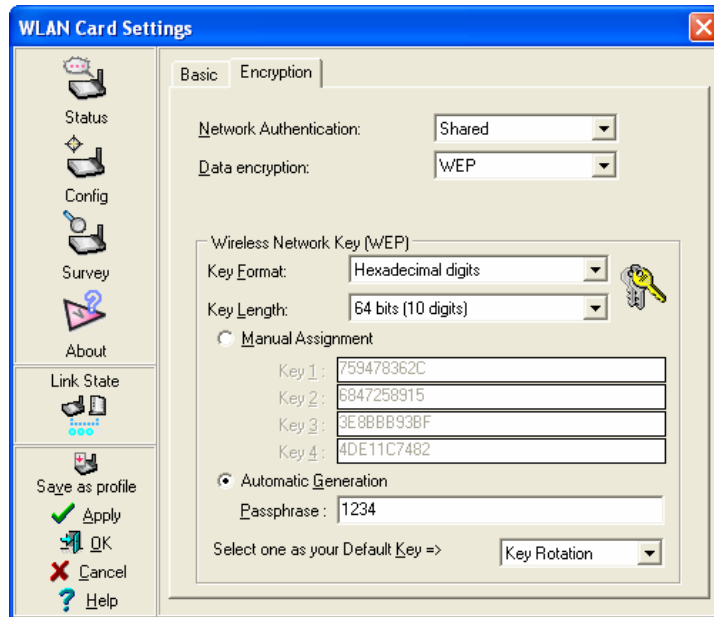 WLAN Card Settings
Status
Config
Survey
About
Link State
Save as profile
Apply
OK
Cancel
Help
Basic
Encryption
Network Authentication:
Shared
Data encryption:
WEP
Wireless Network Key (WEP)
Key Format:
Hexadecimal digits
Key Length:
64 bits (10 digits)
Manual Assignment
Key 1 : 759478362C
Key 2 : 6847258915
Key 3 : 3E8BBB93BF
Key 4 : 4DE11C7482
Automatic Generation
Passphrase : 1234
Select one as your Default Key =>
Key Rotation